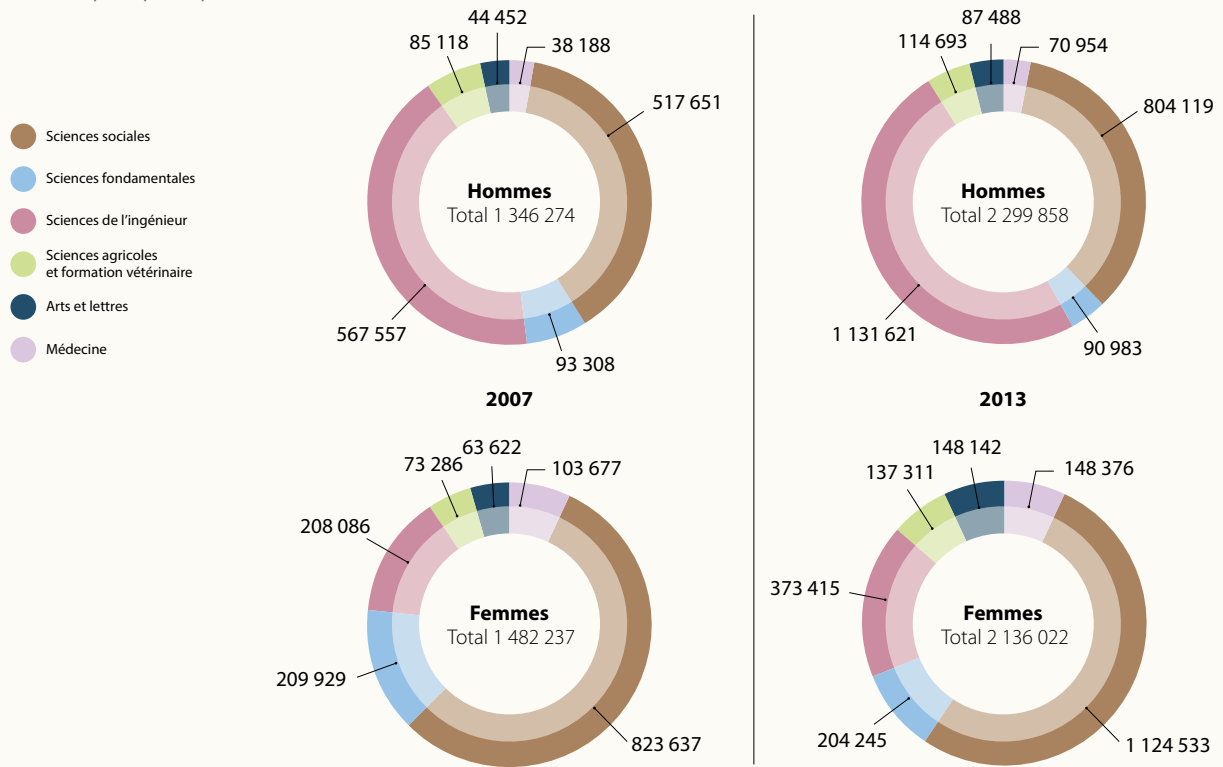 Sciences sociales
Sciences fondamentales
Sciences de l'ingénieur
Sciences agricoles
et formation vétérinaire
Arts et lettres
Médecine
44 452
85 118
38 188
517 651
Hommes
Total 1 346 274
567 557
93 308
2007
63 622
73 286
103 677
208 086
Femmes
Total 1 482 237
209 929
823 637
87 488
114 693
70 954
804 119
Hommes
Total 2 299 858
1 131 621
90 983
2013
148 142
137 311
148 376
373 415
Femmes
Total 2 136 022
204 245
1 124 533